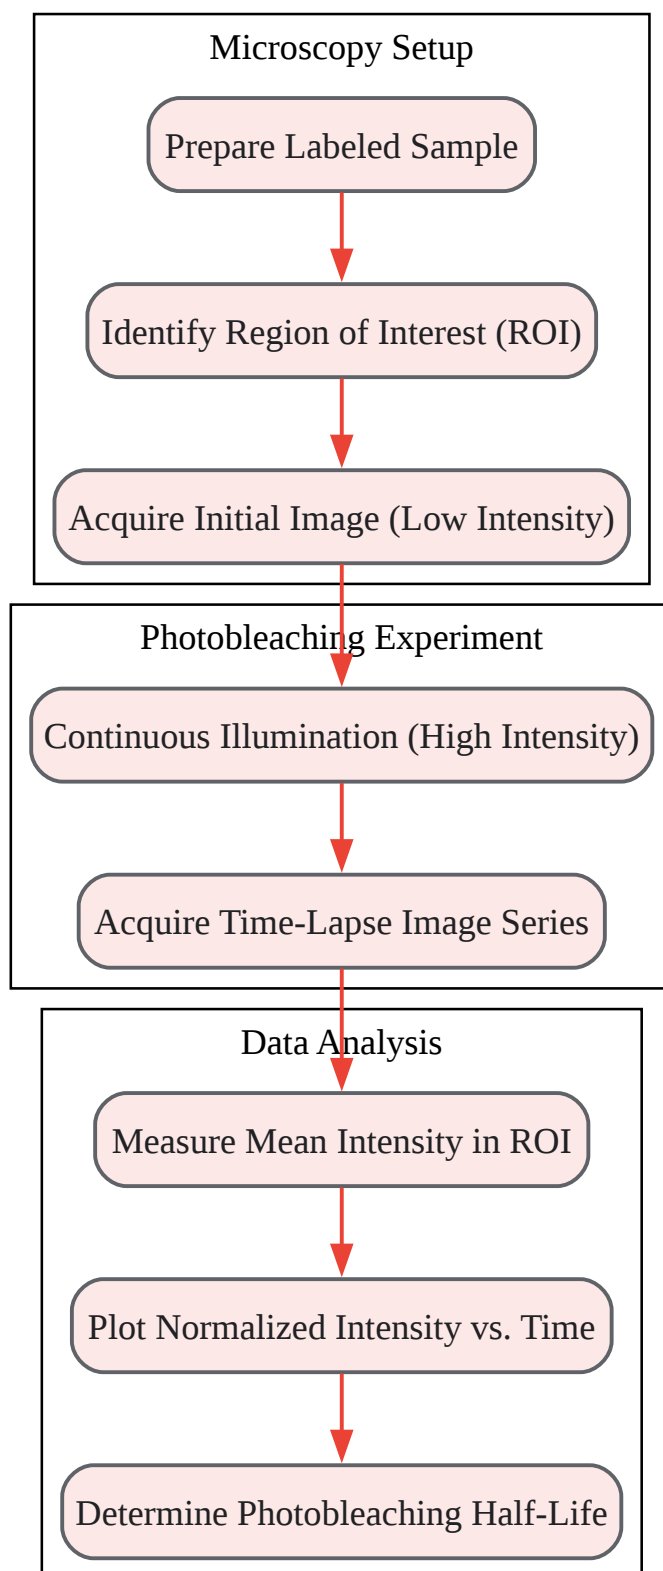 Microscopy Setup
Prepare Labeled Sample
Identify Region of Interest (ROI)
Acquire Initial Image (Low Intensity)
Photobleaching Experiment
Continuous Illumination (High Intensity)
Acquire Time-Lapse Image Series
Data Analysis
Measure Mean Intensity in ROI
Plot Normalized Intensity vs. Time
Determine Photobleaching Half-Life